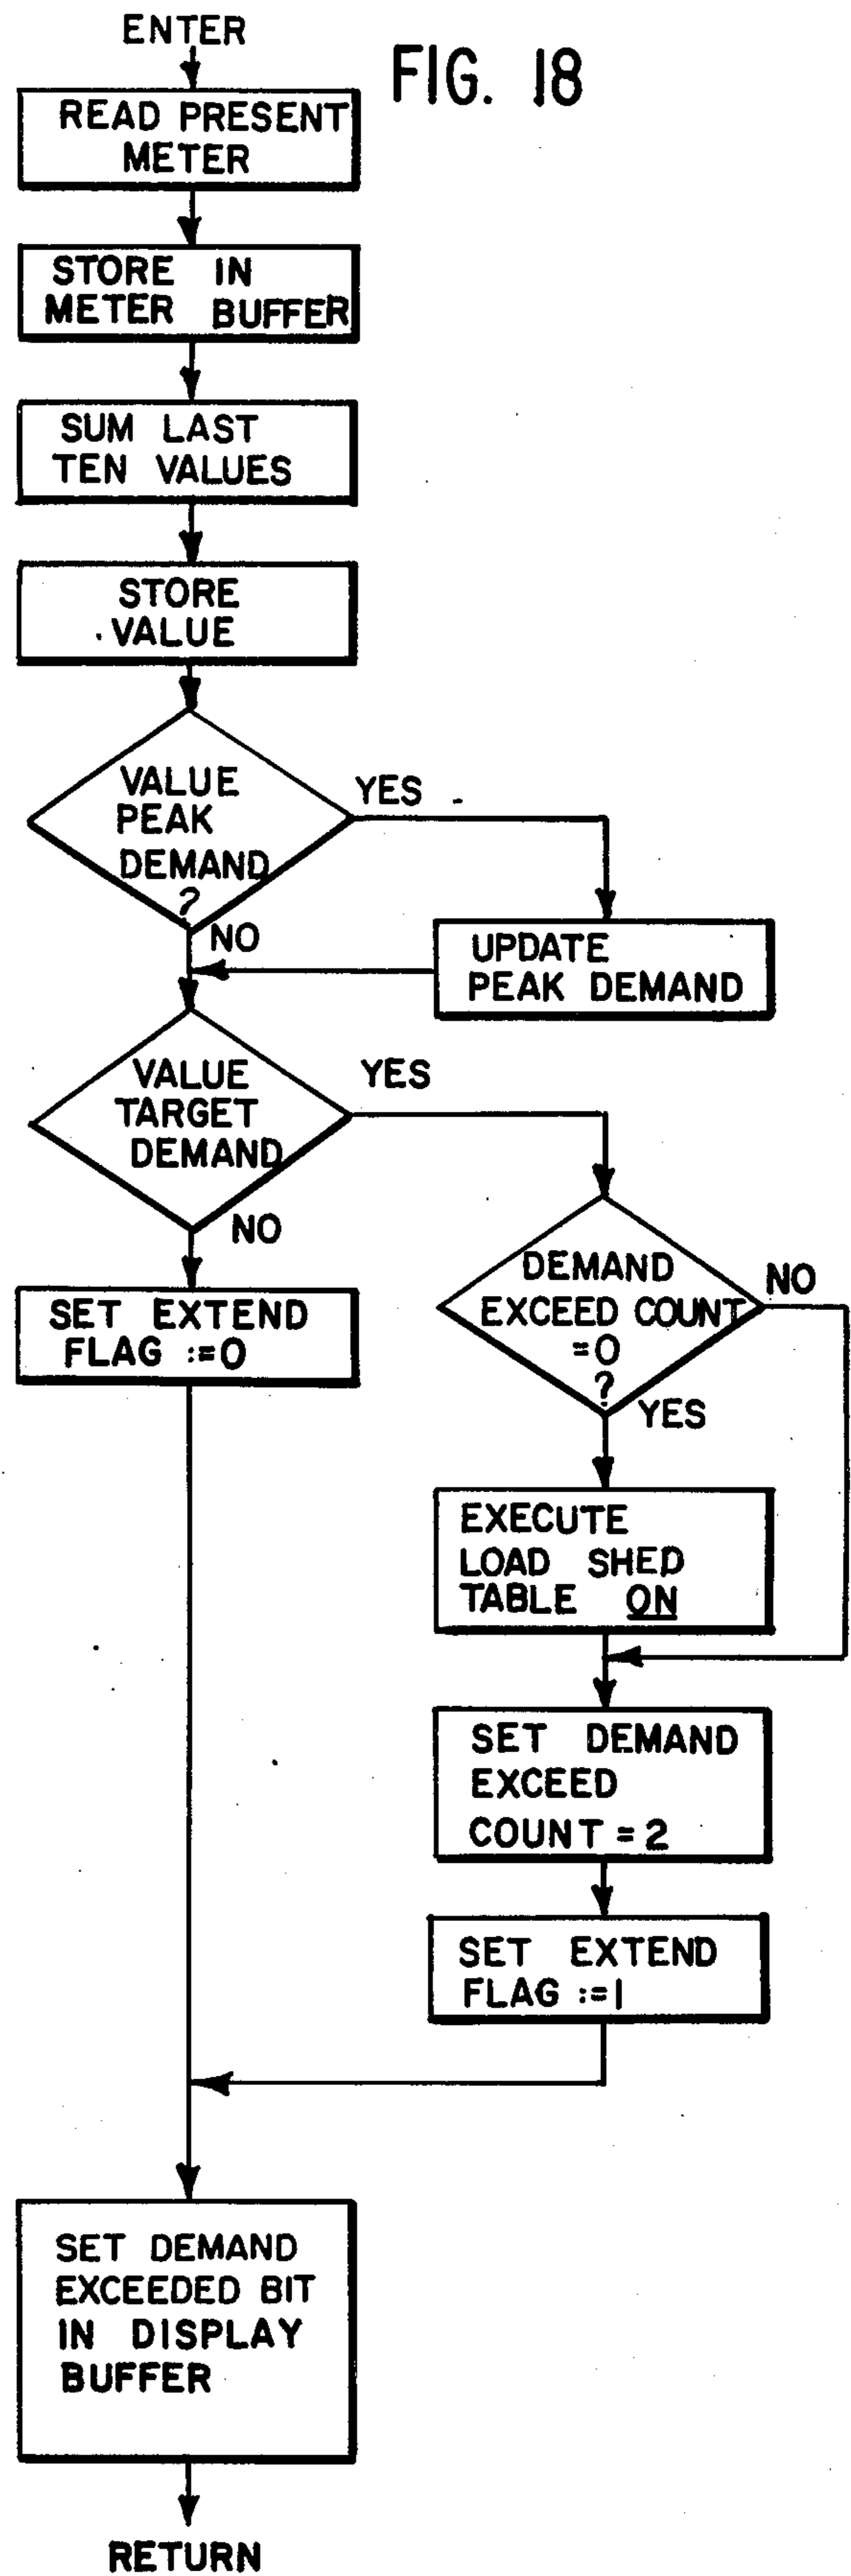 ENTER
FIG. 18
READ PRESENT
METER
STORE IN
METER BUFFER
SUM LAST
TEN VALUES
STORE
VALUE
VALUE
PEAK
DEMAND
?
YES
NO
UPDATE
PEAK DEMAND
VALUE
TARGET
DEMAND
YES
NO
SET EXTEND
FLAG :=0
DEMAND
EXCEED COUNT
=0
?
NO
YES
EXECUTE
LOAD SHED
TABLE ON
SET DEMAND
EXCEED
COUNT = 2
SET EXTEND
FLAG :=1
SET DEMAND
EXCEEDED BIT
IN DISPLAY
BUFFER
RETURN